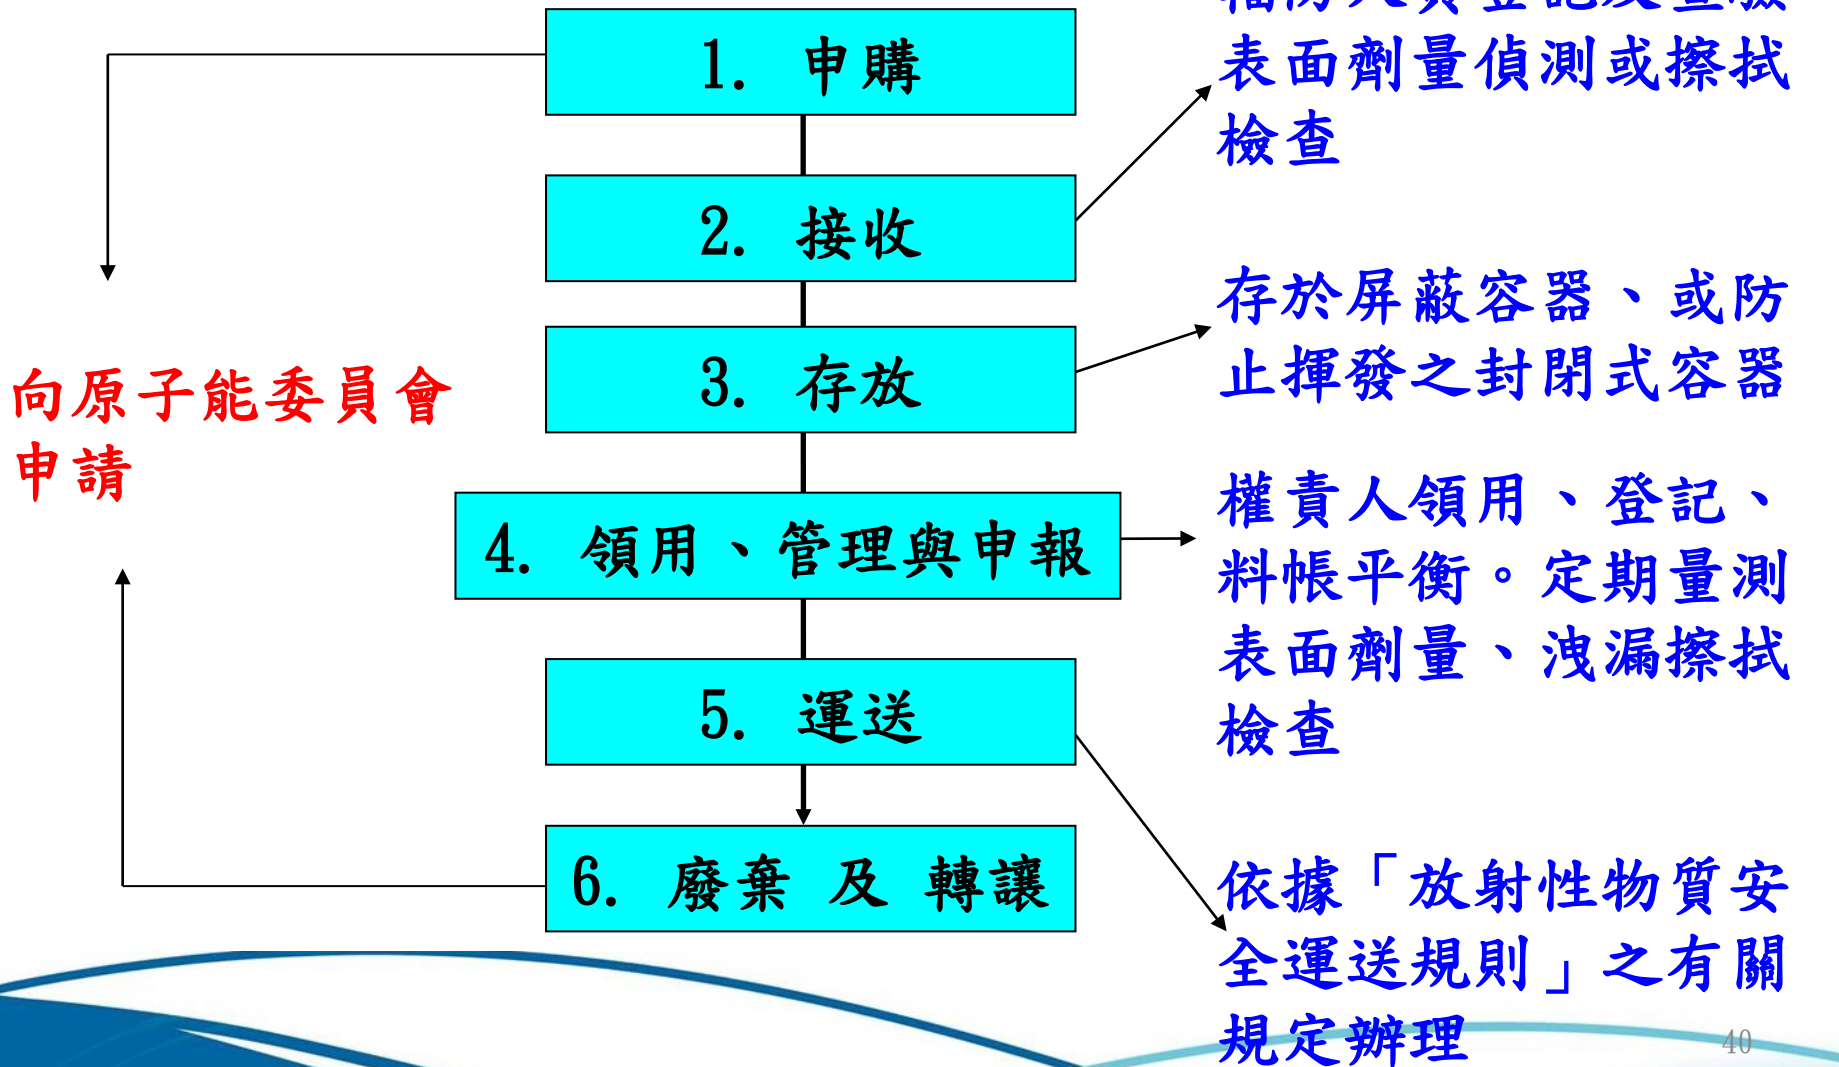 1. 申購
2. 接收
3. 存放
4. 領用、管理與申報
5. 運送
6. 廢棄 及 轉讓
向原子能委員會
申請
表面劑量偵測或擦拭
檢查
存於屏蔽容器、或防
止揮發之封閉式容器
權責人領用、登記、
料帳平衡。定期量測
表面劑量、洩漏擦拭
檢查
依據「放射性物質安
全運送規則」之有關
規定辦理
40